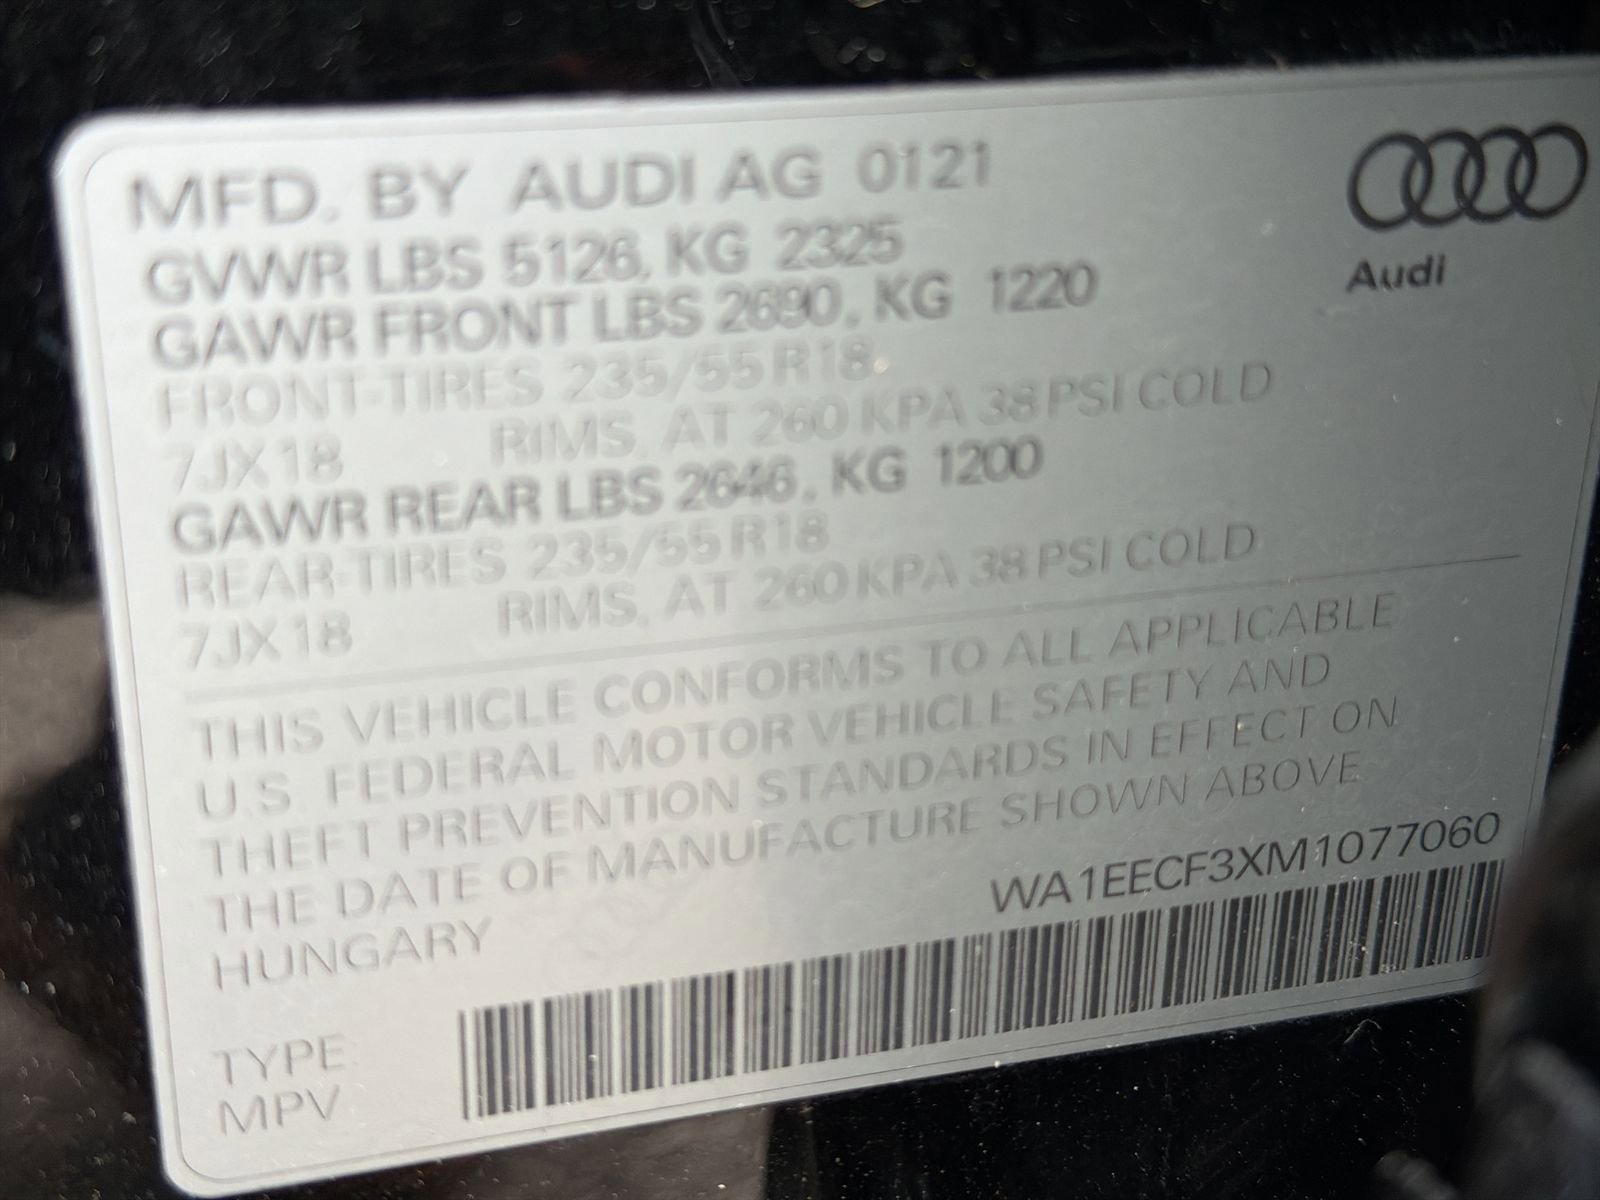 MFD. BY AUDI AG 0121
GVWR LBS 5126, KG 2325
GAWR FRONT LBS 2690, KG 1220
FRONT-TIRES 235/55 R18
7JX18 RIMS, AT 260 KPA 38 PSI COLD
GAWR REAR LBS 2646, KG 1200
REAR-TIRES 235/55 R18
7JX18 RIMS, AT 260 KPA 38 PSI COLD
Audi
THIS VEHICLE CONFORMS TO ALL APPLICABLE
U.S. FEDERAL MOTOR VEHICLE SAFETY AND
THEFT PREVENTION STANDARDS IN EFFECT ON
THE DATE OF MANUFACTURE SHOWN ABOVE
HUNGARY
WA1EECF3XM1077060
TYPE:
MPV